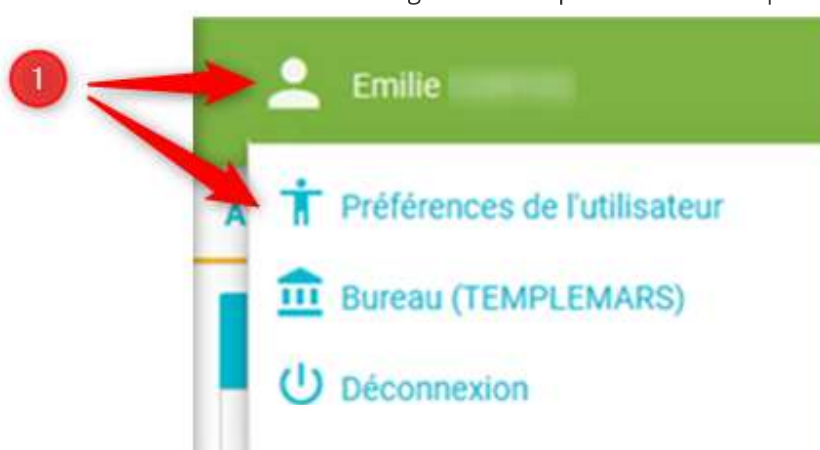 1
Emilie
A
Préférences de l'utilisateur
Bureau (TEMPLEMARS)
Déconnexion